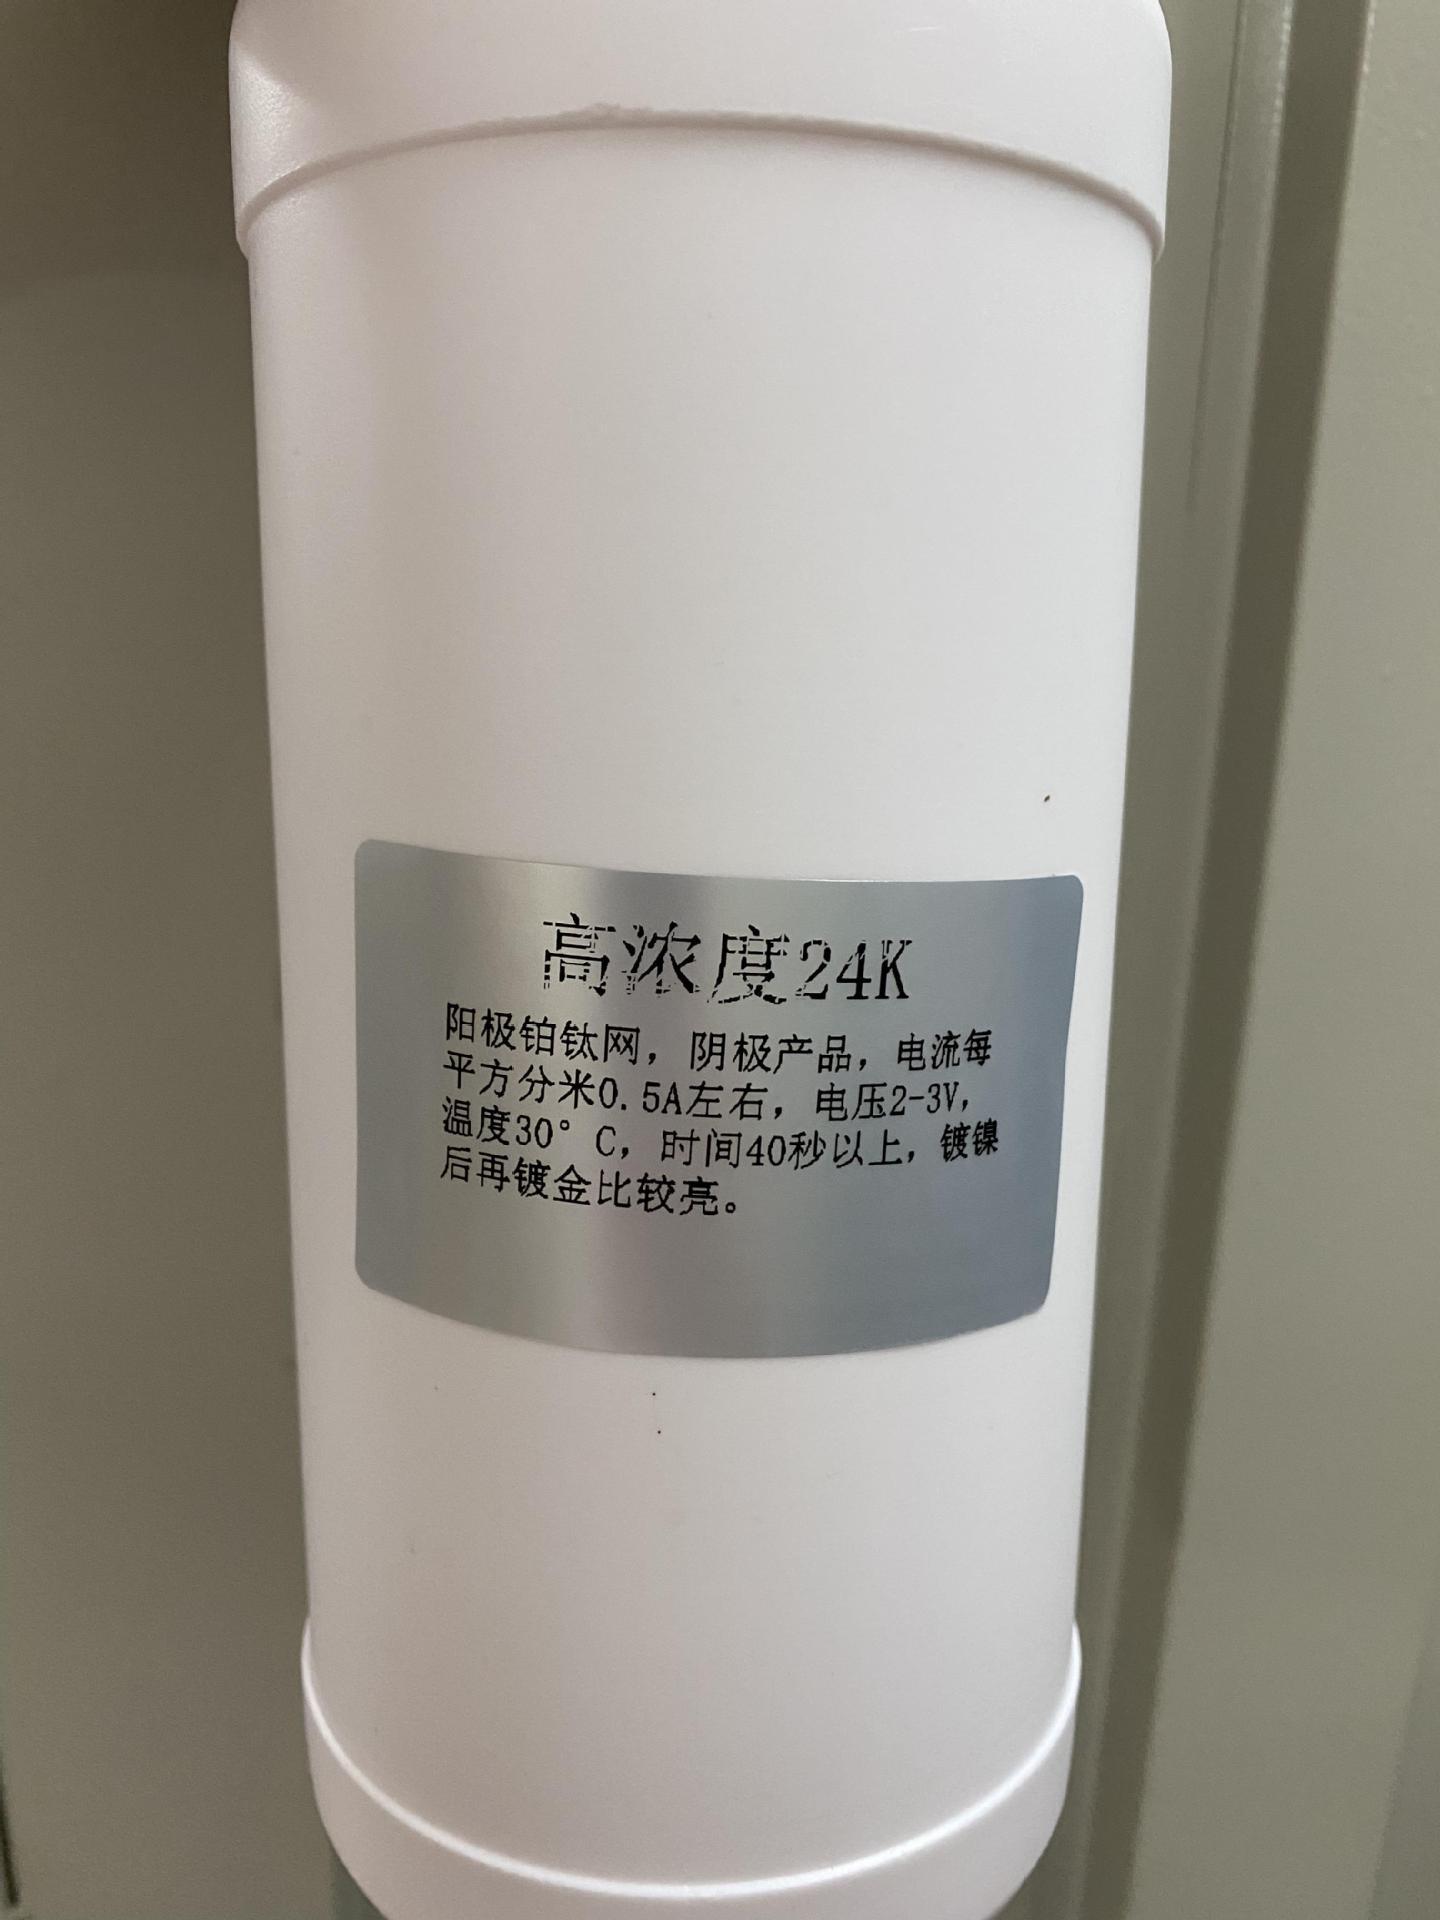 高浓度24K
阳极铂钛网，阴极产品，电流每
平方分米0.5A左右，电压2-3V，
温度30°C，时间40秒以上，镀镍
后再镀金比较亮。